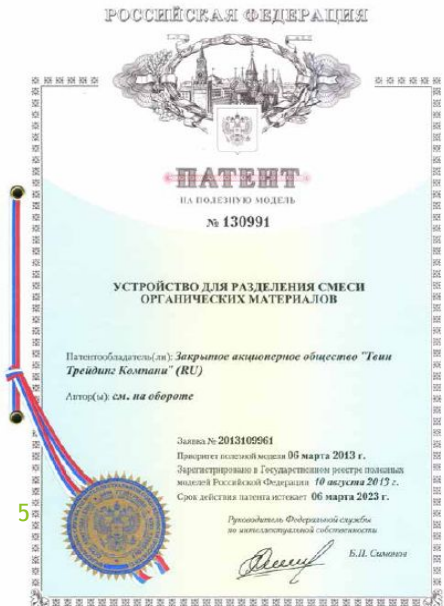 РОССИЙСКАЯ ФЕДЕРАЦИЯ
ПАТЕНТ
НА ПОЛЕЗНУЮ МОДЕЛЬ
№ 130991
УСТРОЙСТВО ДЛЯ РАЗДЕЛЕНИЯ СМЕСИ
ОРГАНИЧЕСКИХ МАТЕРИАЛОВ
Патентообладатель(ли): Закрытое акционерное общество "Твин
Трейдинг Компани" (RU)
Автор(ы): см. на обороте
Заявка № 2013109961
Приоритет полезной модели 06 марта 2013 г.
Зарегистрировано в Государственном реестре полезных
моделей Российской Федерации 10 августа 2013 г.
Срок действия патента истекает 06 марта 2023 г.
Руководитель Федеральной службы
по интеллектуальной собственности
Б.П. Симонов
5